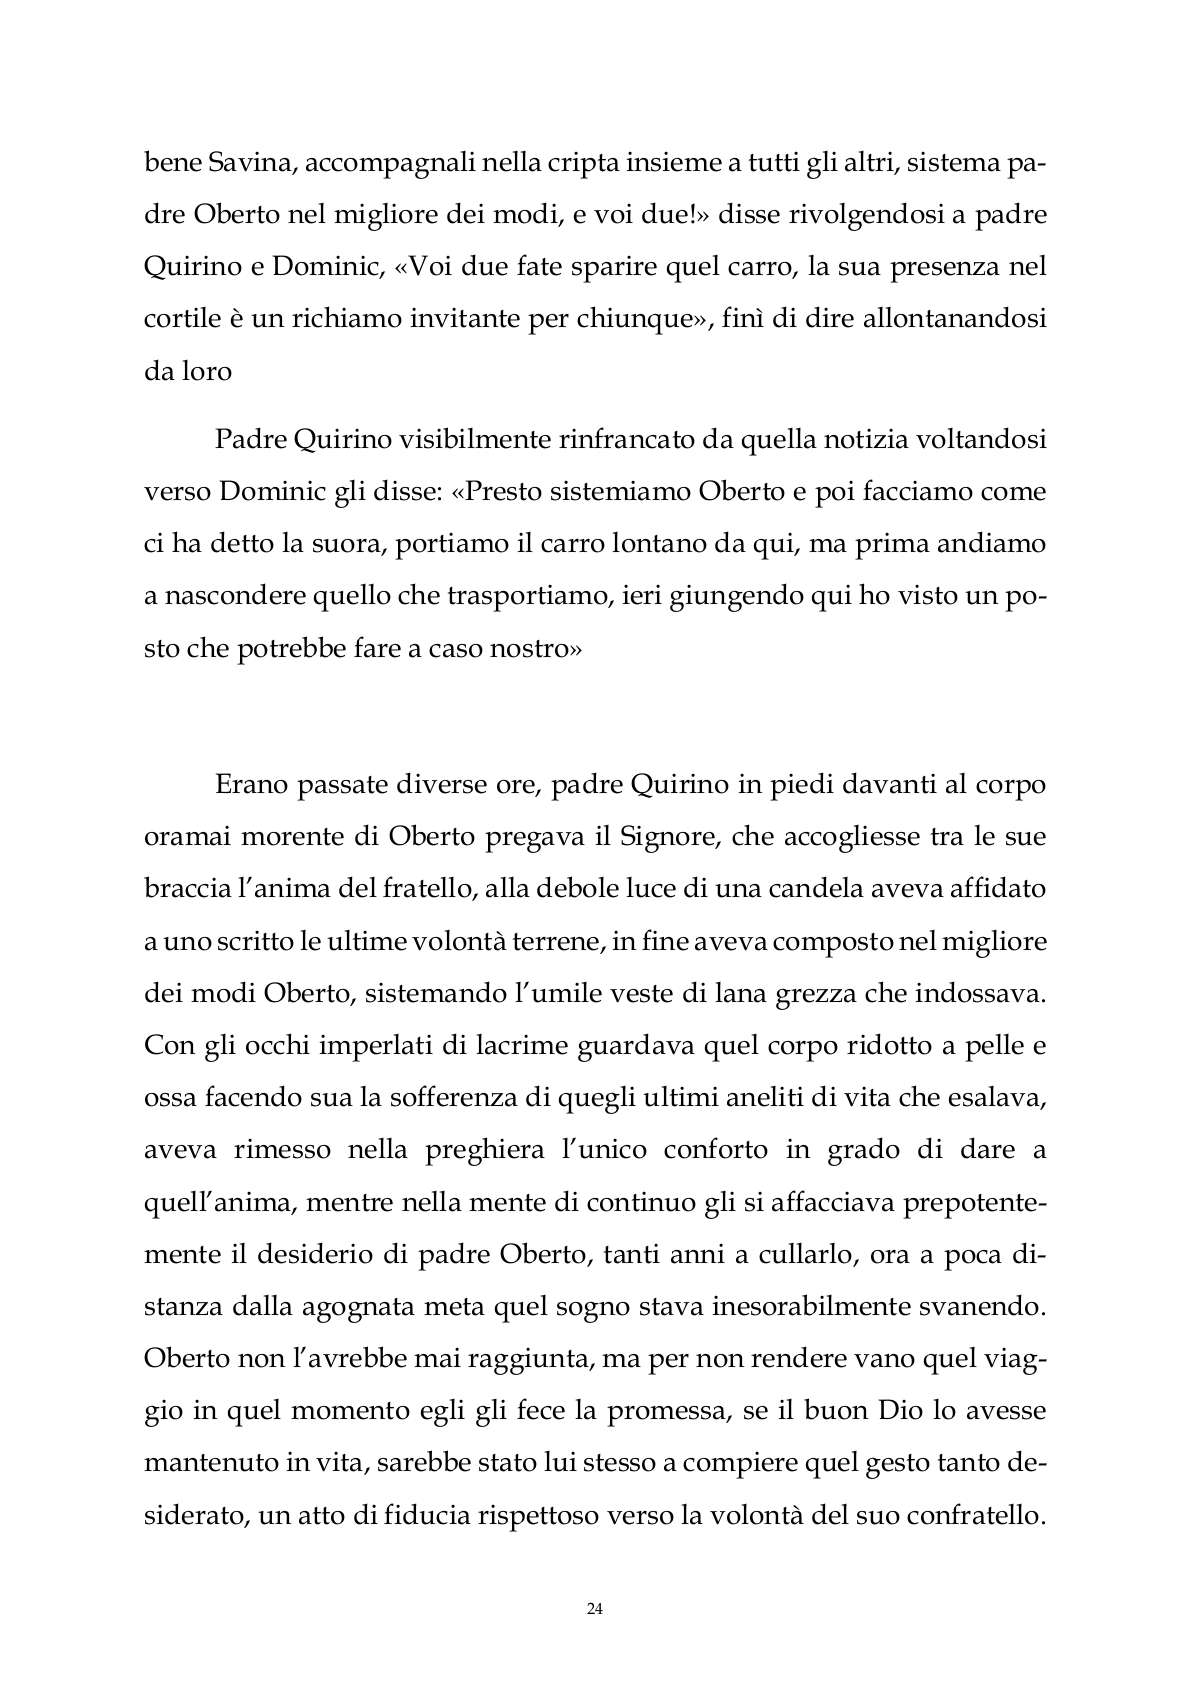 bene Savina, accompagnali nella cripta insieme a tutti gli altri, sistema pa-
dre Oberto nel migliore dei modi, e voi due!» disse rivolgendosi a padre
Quirino e Dominic, «Voi due fate sparire quel carro, la sua presenza nel
cortile è un richiamo invitante per chiunque», finì di dire allontanandosi
da loro
Padre Quirino visibilmente rinfrancato da quella notizia voltandosi
verso Dominic gli disse: «Presto sistemiamo Oberto e poi facciamo come
ci ha detto la suora, portiamo il carro lontano da qui, ma prima andiamo
a nascondere quello che trasportiamo, ieri giungendo qui ho visto un po-
sto che potrebbe fare a caso nostro»
Erano passate diverse ore, padre Quirino in piedi davanti al corpo
oramai morente di Oberto pregava il Signore, che accogliesse tra le sue
braccia l’anima del fratello, alla debole luce di una candela aveva affidato
a uno scritto le ultime volontà terrene, in fine aveva composto nel migliore
dei modi Oberto, sistemando l’umile veste di lana grezza che indossava.
Con gli occhi imperlati di lacrime guardava quel corpo ridotto a pelle e
ossa facendo sua la sofferenza di quegli ultimi aneliti di vita che esalava,
aveva rimesso nella preghiera l’unico conforto in grado di dare a
quell’anima, mentre nella mente di continuo gli si affacciava prepotente-
mente il desiderio di padre Oberto, tanti anni a cullarlo, ora a poca di-
stanza dalla agognata meta quel sogno stava inesorabilmente svanendo.
Oberto non l’avrebbe mai raggiunta, ma per non rendere vano quel viag-
gio in quel momento egli gli fece la promessa, se il buon Dio lo avesse
mantenuto in vita, sarebbe stato lui stesso a compiere quel gesto tanto de-
siderato, un atto di fiducia rispettoso verso la volontà del suo confratello.
24